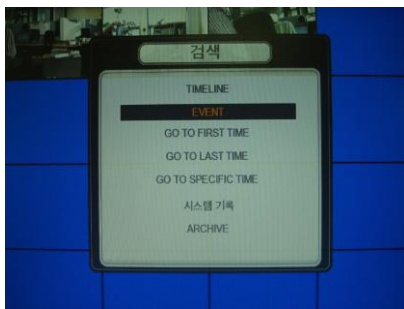 검색
TIMELINE
EVENT
GO TO FIRST TIME
GO TO LAST TIME
GO TO SPECIFIC TIME
시스템 기록
ARCHIVE